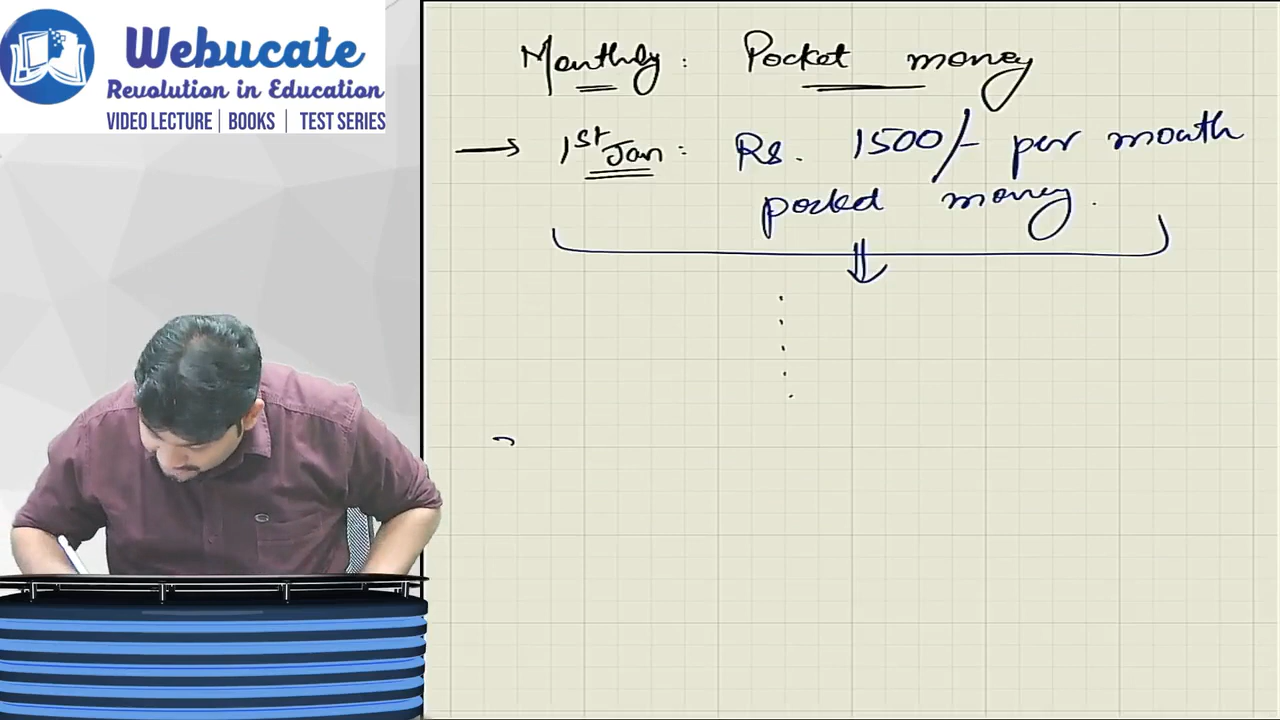 Webucate
Revolution in Education
VIDEO LECTURE | BOOKS | TEST SERIES
Monthly : Pocket money
→ 1st Jan : Rs. 1500/- per month
pocked money.